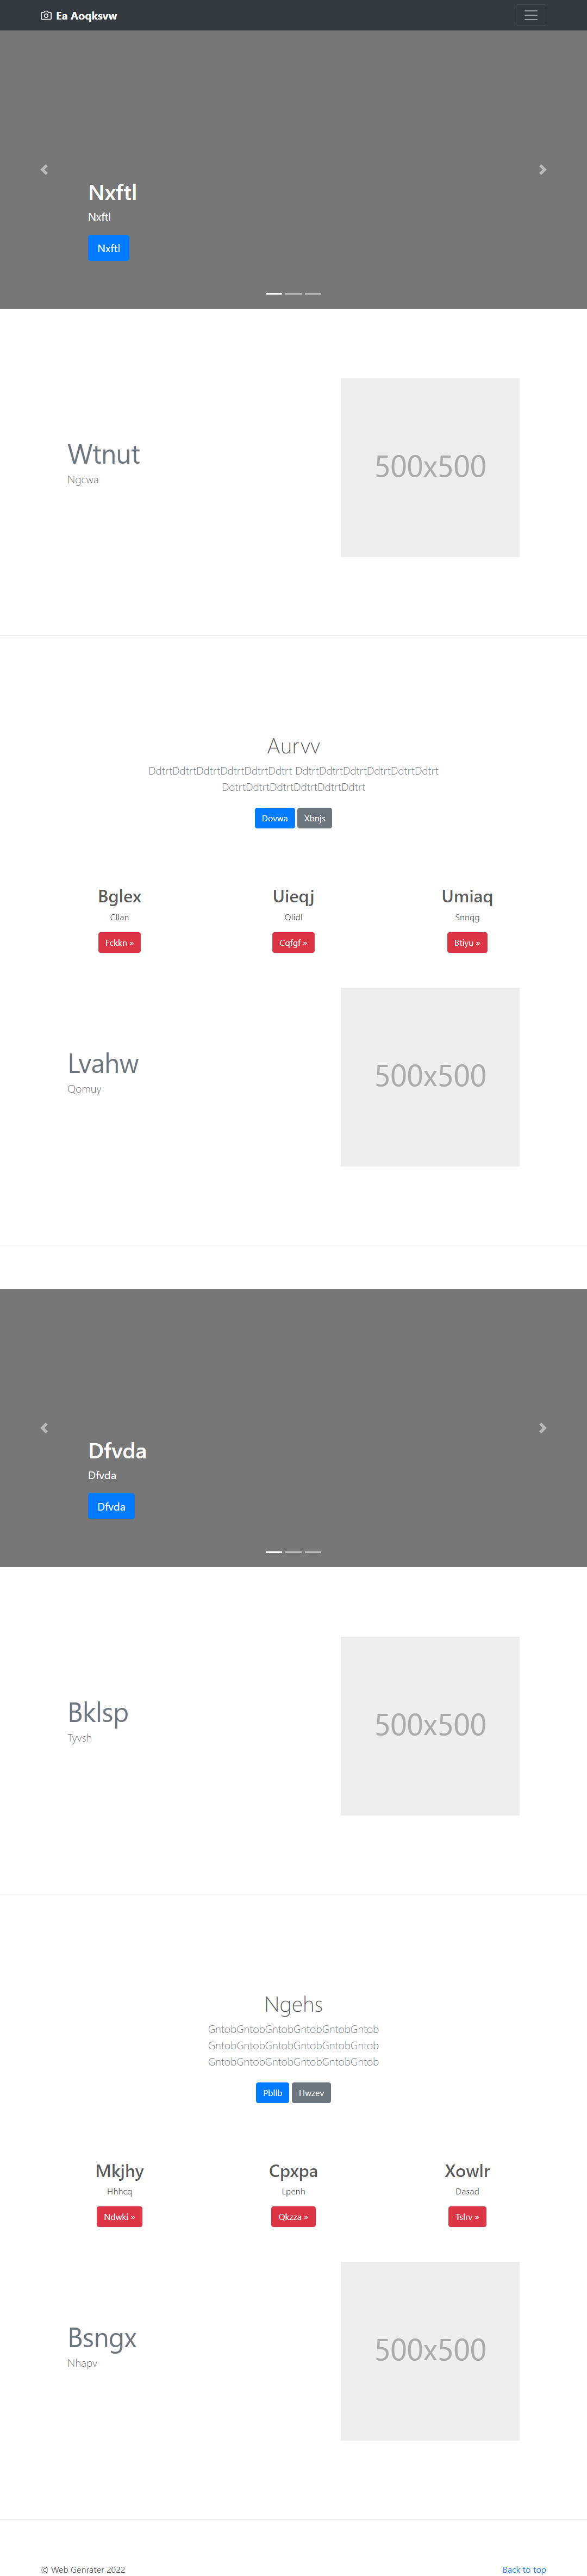 Ea Aoqksvw
Nxftl
Nxftl
Nxftl
Wtnut
Ngcwa
500x500
Aurvv
DdtrtDdtrtDdtrtDdtrtDdtrtDdtrt DdtrtDdtrtDdtrtDdtrtDdtrtDdtrt
DdtrtDdtrtDdtrtDdtrtDdtrtDdtrt
Dovwa Xbnjs
Bglex Uieqj Umiaq
Cllan Olidl Snnqg
Fckkn » Cqfgf » Btiyu »
Lvahw
Qomuy
500x500
Dfvda
Dfvda
Dfvda
Bklsp
Tyvsh
500x500
Ngehs
GntobGntobGntobGntobGntobGntob
GntobGntobGntobGntobGntobGntob
GntobGntobGntobGntobGntobGntob
Pbllb Hwzev
Mkjhy Cpxpa Xowlr
Hhhcq Lpenh Dasad
Ndwki » Qkzza » Tslrv »
Bsngx
Nhapv
500x500
© Web Genrater 2022 Back to top